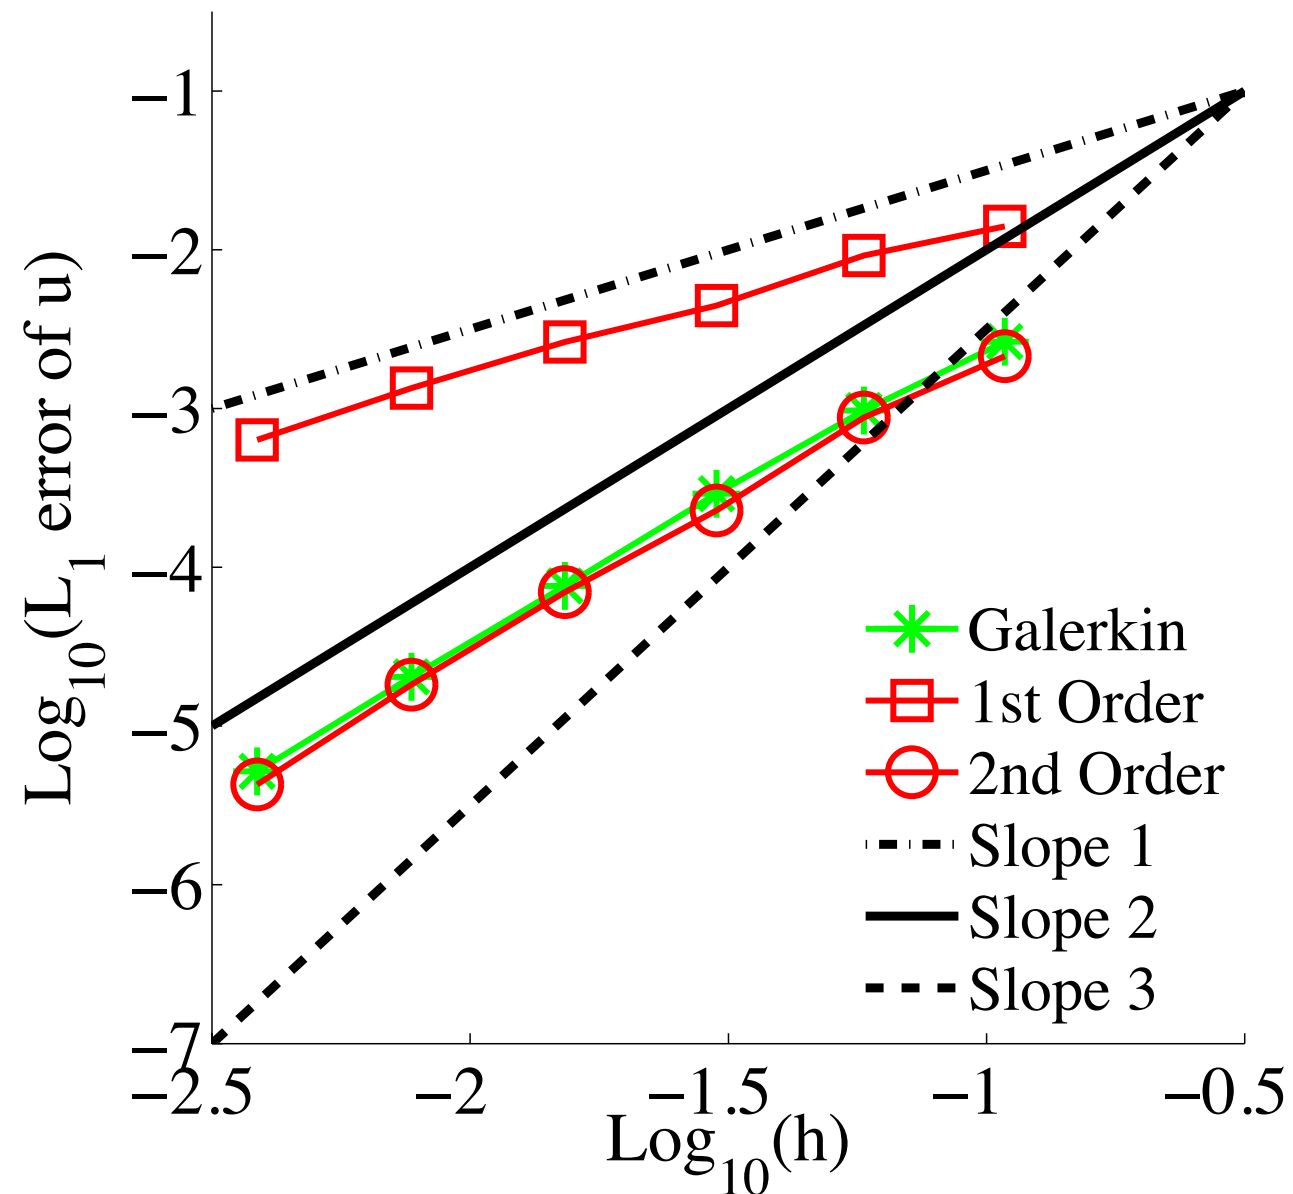 Log10(L1 error of u)
−1
−2
−3
−4
−5
−6
−7
−2.5
−2
−1.5
−1
−0.5
Log10(h)
Galerkin
1st Order
2nd Order
Slope 1
Slope 2
Slope 3